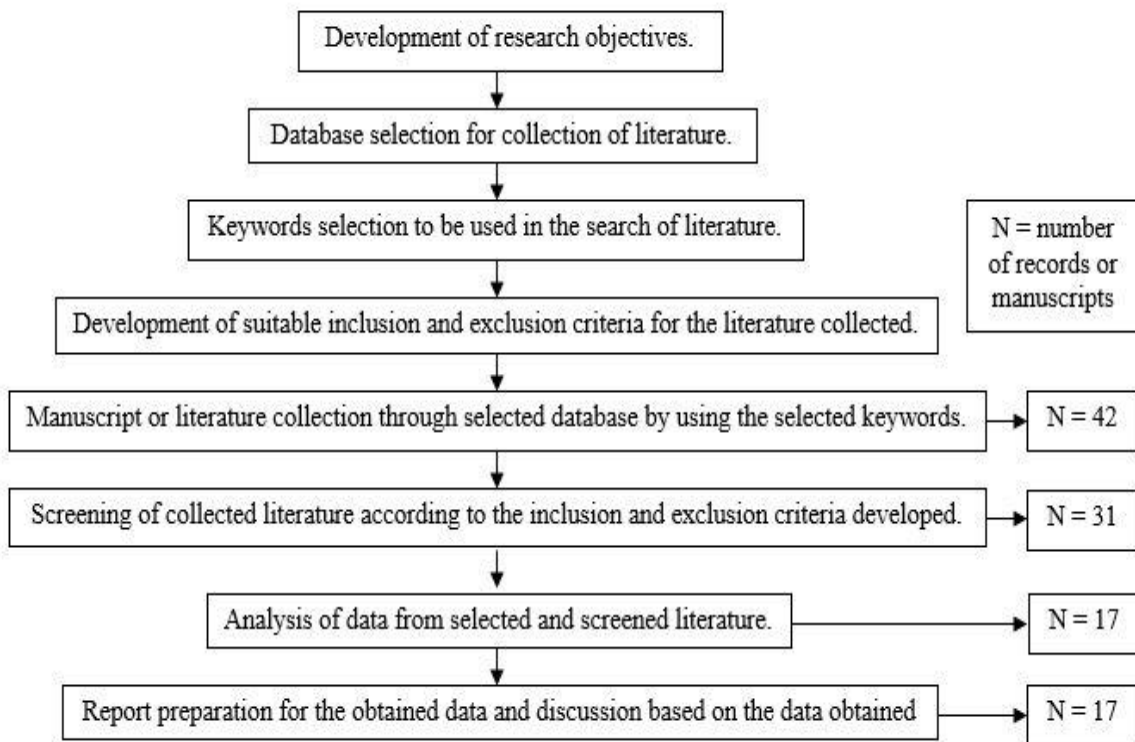 Development of research objectives.
Database selection for collection of literature.
Keywords selection to be used in the search of literature.
N = number
of records or
manuscripts
Development of suitable inclusion and exclusion criteria for the literature collected.
Manuscript or literature collection through selected database by using the selected keywords.
N = 42
Screening of collected literature according to the inclusion and exclusion criteria developed.
N = 31
Analysis of data from selected and screened literature.
N = 17
Report preparation for the obtained data and discussion based on the data obtained
N = 17